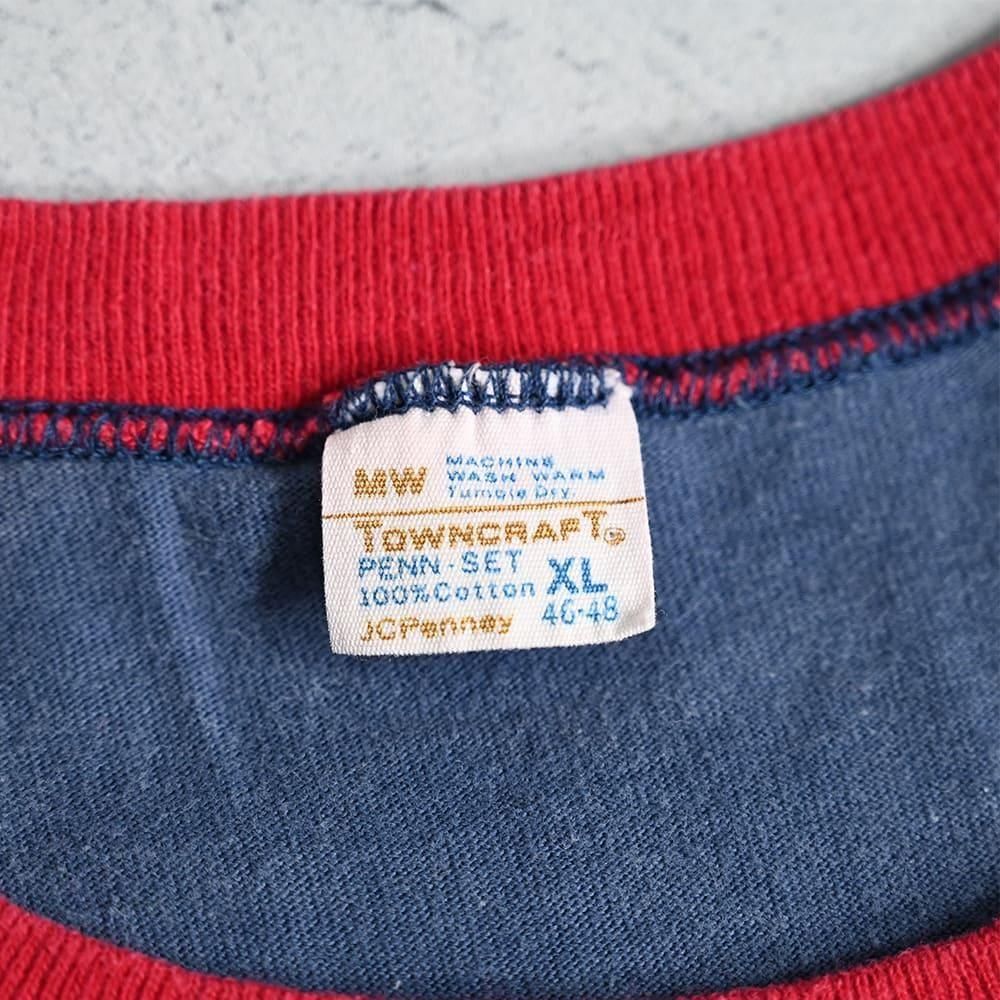 MW MACHINE
WASH WARM
Tumble Dry.
TOWNCRAFT®
PENN-SET
100% Cotton XL
JCPenney 46-48